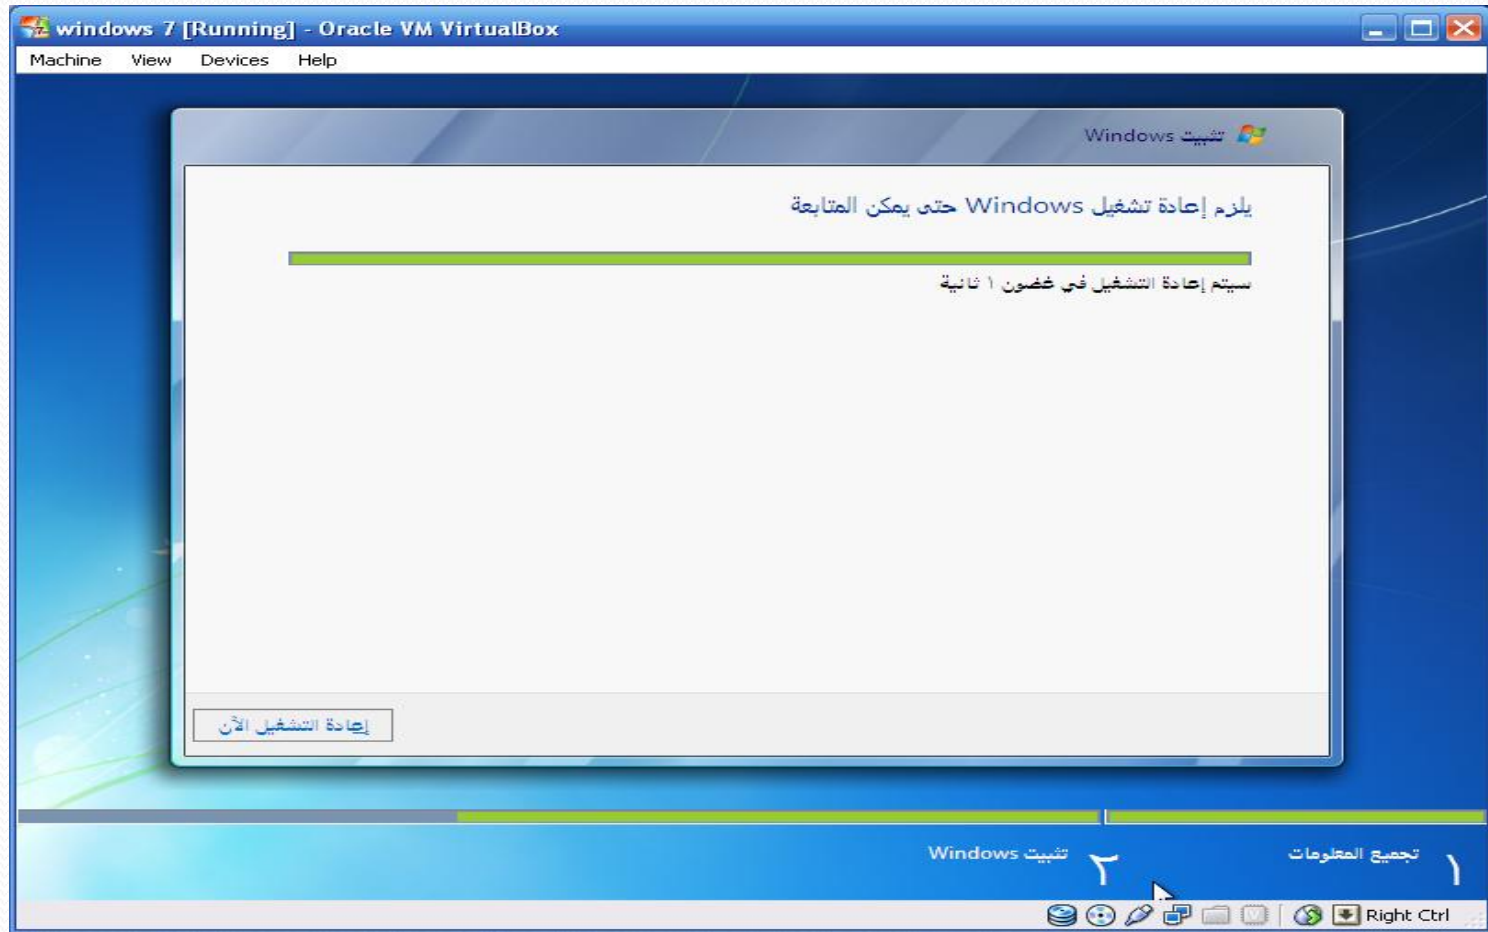 windows 7 [Running] - Oracle VM VirtualBox
Machine View Devices Help
تثبيت Windows
يلزم إعادة تشغيل Windows حتى يمكن المتابعة
سيتم إعادة التشغيل في غضون ١ ثانية
إعادة التشغيل الآن
١ تجميع المعلومات
٢ تثبيت Windows
Right Ctrl